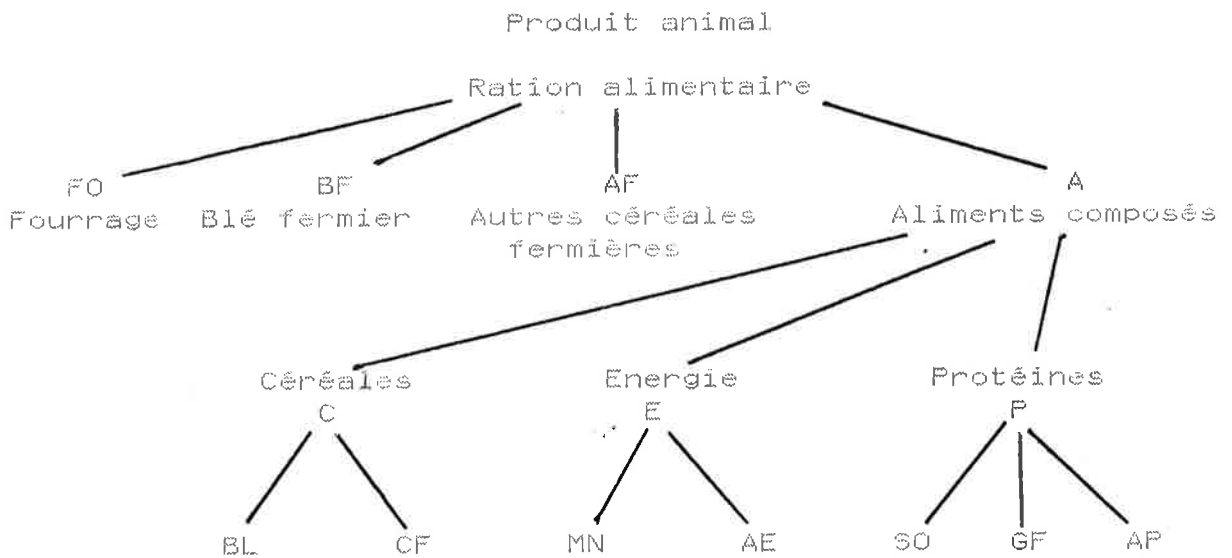 Produit animal
Ration alimentaire
FO BF AF A
Fourrage Blé fermier Autres céréales Aliments composés
fermières
Céréales Energie Protéines
C E P
BL CF MN AE SO GF AP